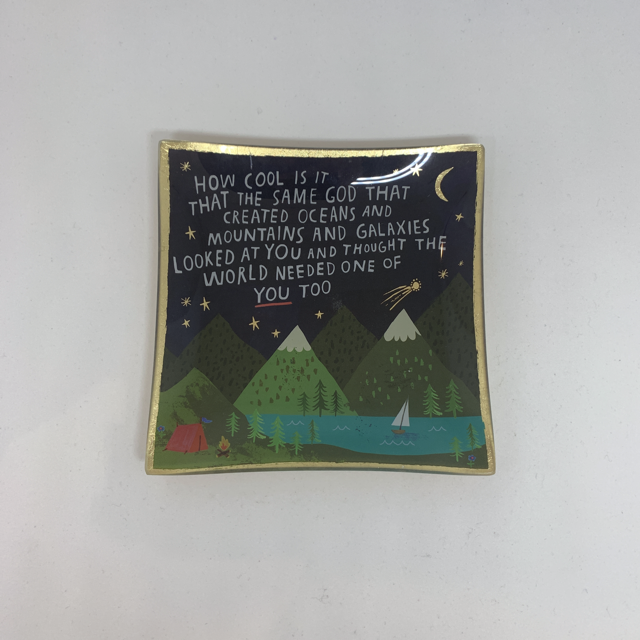 HOW COOL IS IT
THAT THE SAME GOD THAT
CREATED OCEANS AND
MOUNTAINS AND GALAXIES
LOOKED AT YOU AND THOUGHT THE
WORLD NEEDED ONE OF
YOU TOO